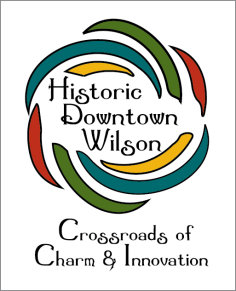 Historic
Downtown
Wilson
Crossroads of
Charm & Innovation